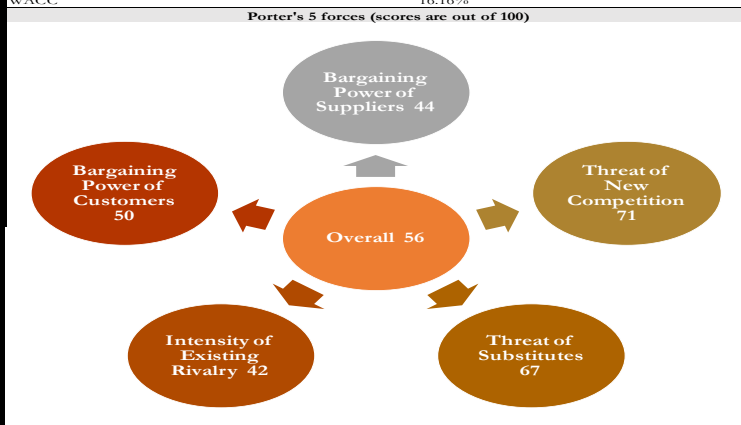 WACC 16.16%
Porter's 5 forces (scores are out of 100)
Bargaining
Power of
Suppliers 44
Bargaining
Power of
Customers
50
Threat of
New
Competition
71
Overall 56
Intensity of
Existing
Rivalry 42
Threat of
Substitutes
67